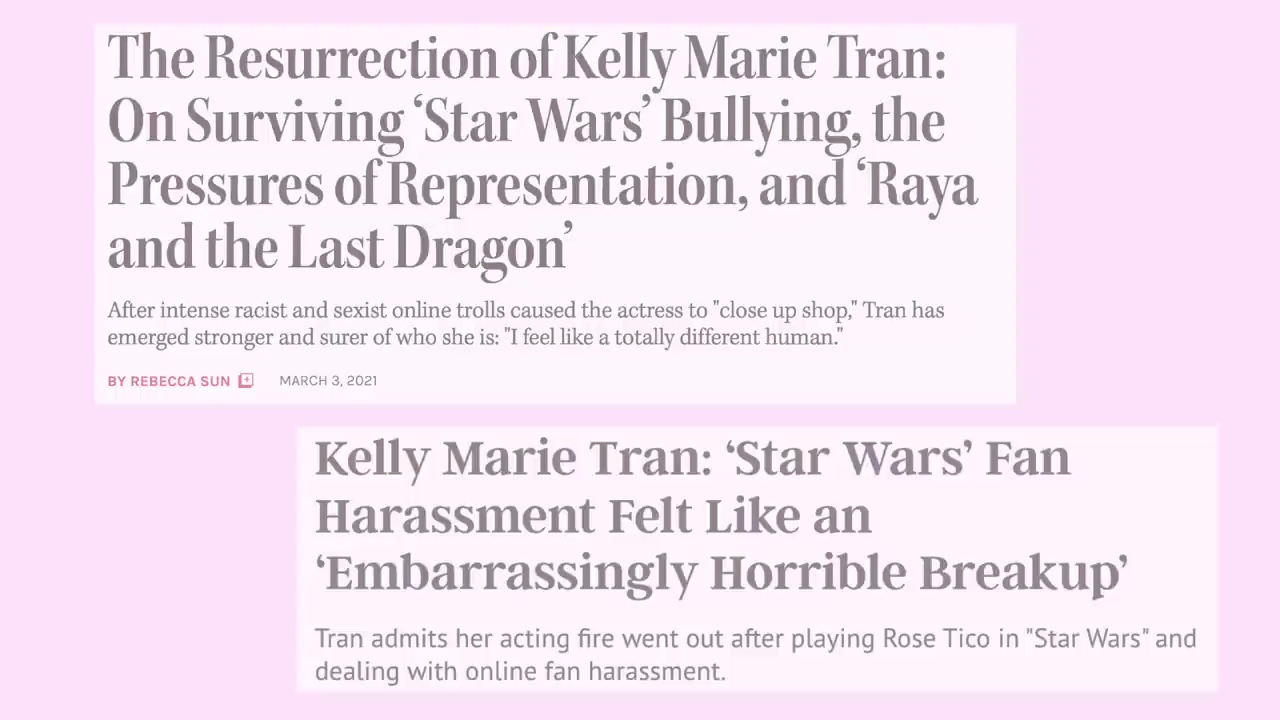 The Resurrection of Kelly Marie Tran:
On Surviving ‘Star Wars’ Bullying, the
Pressures of Representation, and ‘Raya
and the Last Dragon’
After intense racist and sexist online trolls caused the actress to "close up shop," Tran has
emerged stronger and surer of who she is: "I feel like a totally different human."
BY REBECCA SUN MARCH 3, 2021
Kelly Marie Tran: ‘Star Wars’ Fan
Harassment Felt Like an
‘Embarrassingly Horrible Breakup’
Tran admits her acting fire went out after playing Rose Tico in "Star Wars" and
dealing with online fan harassment.